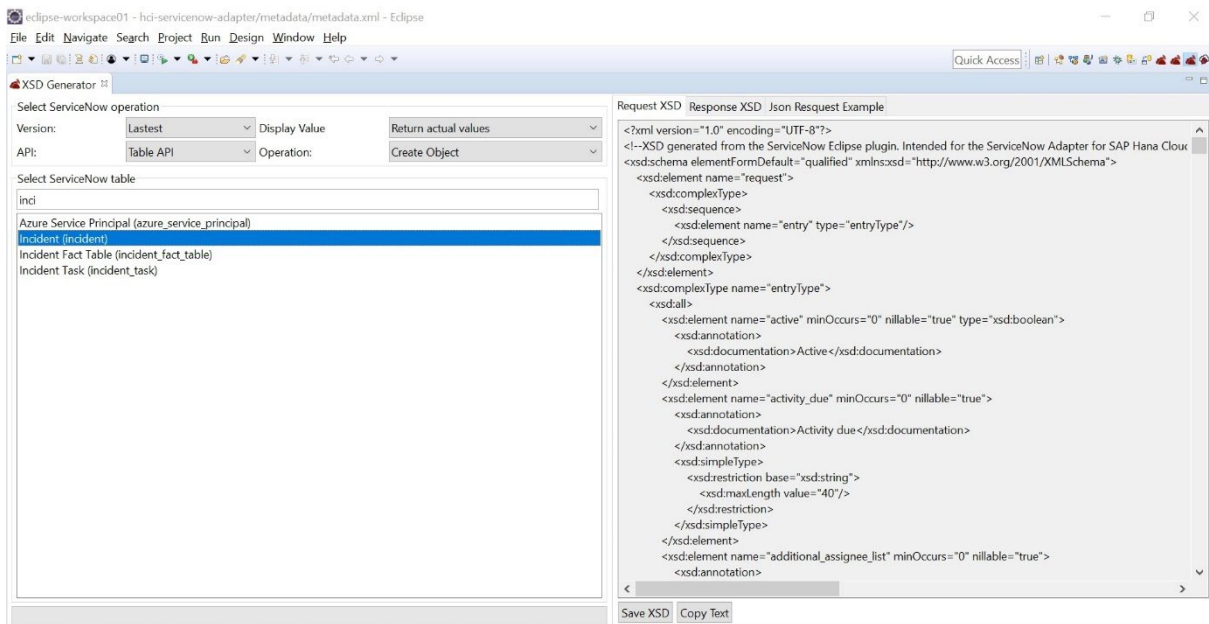 eclipse-workspace01 - hci-servicenow-adapter/metadata/metadata.xml - Eclipse
File Edit Navigate Search Project Run Design Window Help
Quick Access
XSD Generator
Select ServiceNow operation
Version: Lastest Display Value Return actual values
API: Table API Operation: Create Object
Select ServiceNow table
inci
Azure Service Principal (azure_service_principal)
Incident (incident)
Incident Fact Table (incident_fact_table)
Incident Task (incident_task)
Request XSD Response XSD Json Resquest Example
<?xml version="1.0" encoding="UTF-8"?>
<!--XSD generated from the ServiceNow Eclipse plugin. Intended for the ServiceNow Adapter for SAP Hana Clouc
<xsd:schema elementFormDefault="qualified" xmlns:xsd="http://www.w3.org/2001/XMLSchema">
<xsd:element name="request">
<xsd:complexType>
<xsd:sequence>
<xsd:element name="entry" type="entryType"/>
</xsd:sequence>
</xsd:complexType>
</xsd:element>
<xsd:complexType name="entryType">
<xsd:all>
<xsd:element name="active" minOccurs="0" nillable="true" type="xsd:boolean">
<xsd:annotation>
<xsd:documentation>Active</xsd:documentation>
</xsd:annotation>
</xsd:element>
<xsd:element name="activity_due" minOccurs="0" nillable="true">
<xsd:annotation>
<xsd:documentation>Activity due</xsd:documentation>
</xsd:annotation>
<xsd:simpleType>
<xsd:restriction base="xsd:string">
<xsd:maxLength value="40"/>
</xsd:restriction>
</xsd:simpleType>
</xsd:element>
<xsd:element name="additional_assignee_list" minOccurs="0" nillable="true">
<xsd:annotation>
Save XSD Copy Text